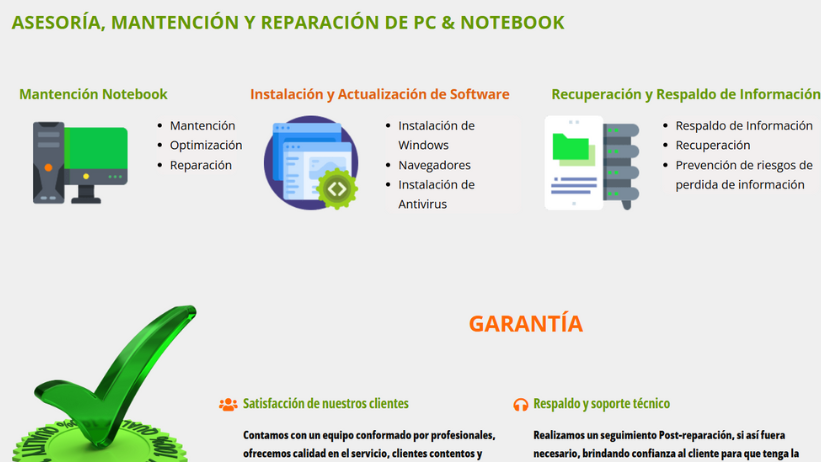 ASESORÍA, MANTENCIÓN Y REPARACIÓN DE PC & NOTEBOOK
Mantención Notebook
Mantención
Optimización
Reparación
Instalación y Actualización de Software
Instalación de
Windows
Navegadores
Instalación de
Antivirus
Recuperación y Respaldo de Información
Respaldo de Información
Recuperación
Prevención de riesgos de
perdida de información
GARANTÍA
Satisfacción de nuestros clientes
Contamos con un equipo conformado por profesionales,
ofrecemos calidad en el servicio, clientes contentos y
Respaldo y soporte técnico
Realizamos un seguimiento Post-reparación, si así fuera
necesario, brindando confianza al cliente para que tenga la